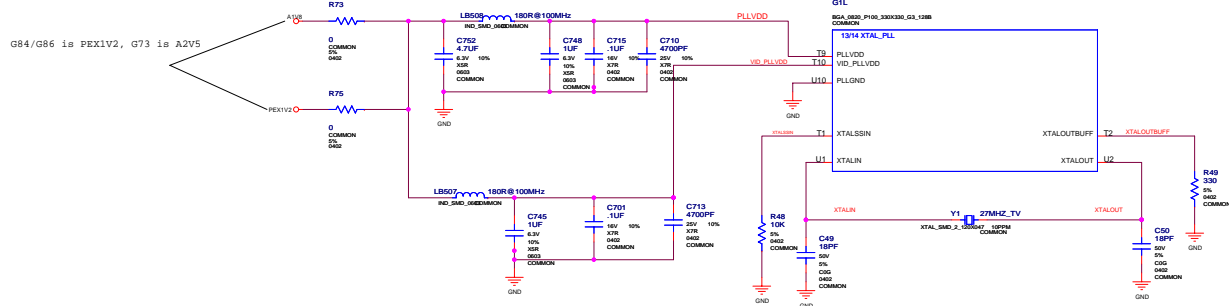 G84/G86 is PEX1V2, G73 is A2V5
A1V8
R73
0
COMMON
5%
0402
PEX1V2
R75
0
COMMON
5%
0402
LB508
180R@100MHz
COMMON
C752
4.7UF
6.3V 10%
X5R
0603
COMMON
GND
C748
1UF
6.3V
10%
X5R
0603
COMMON
C715
.1UF
16V 10%
X7R
0402
COMMON
C710
4700PF
25V 10%
X7R
0402
COMMON
PLLVDD
VID_PLLVDD
LB507
180R@100MHz
COMMON
C745
1UF
6.3V
10%
X5R
0603
COMMON
GND
C701
.1UF
16V 10%
X7R
0402
COMMON
C713
4700PF
25V 10%
X7R
0402
COMMON
G1L
BGA_0820_P100_330X330_G3_128B
COMMON
13/14 XTAL_PLL
T9 PLLVDD
T10 VID_PLLVDD
U10 PLLGND
GND
XTALSSIN
T1 XTALSSIN
U1 XTALIN
XTALOUTBUFF T2
XTALOUTBUFF
XTALOUT U2
R49
330
5%
0402
COMMON
GND
R48
10K
5%
0402
COMMON
GND
XTALIN
Y1 27MHZ_TV
XTAL_SMD_2_120X047 10PPM
COMMON
XTALOUT
C49
18PF
50V
5%
C0G
0402
COMMON
GND
C50
18PF
50V
5%
C0G
0402
COMMON
GND